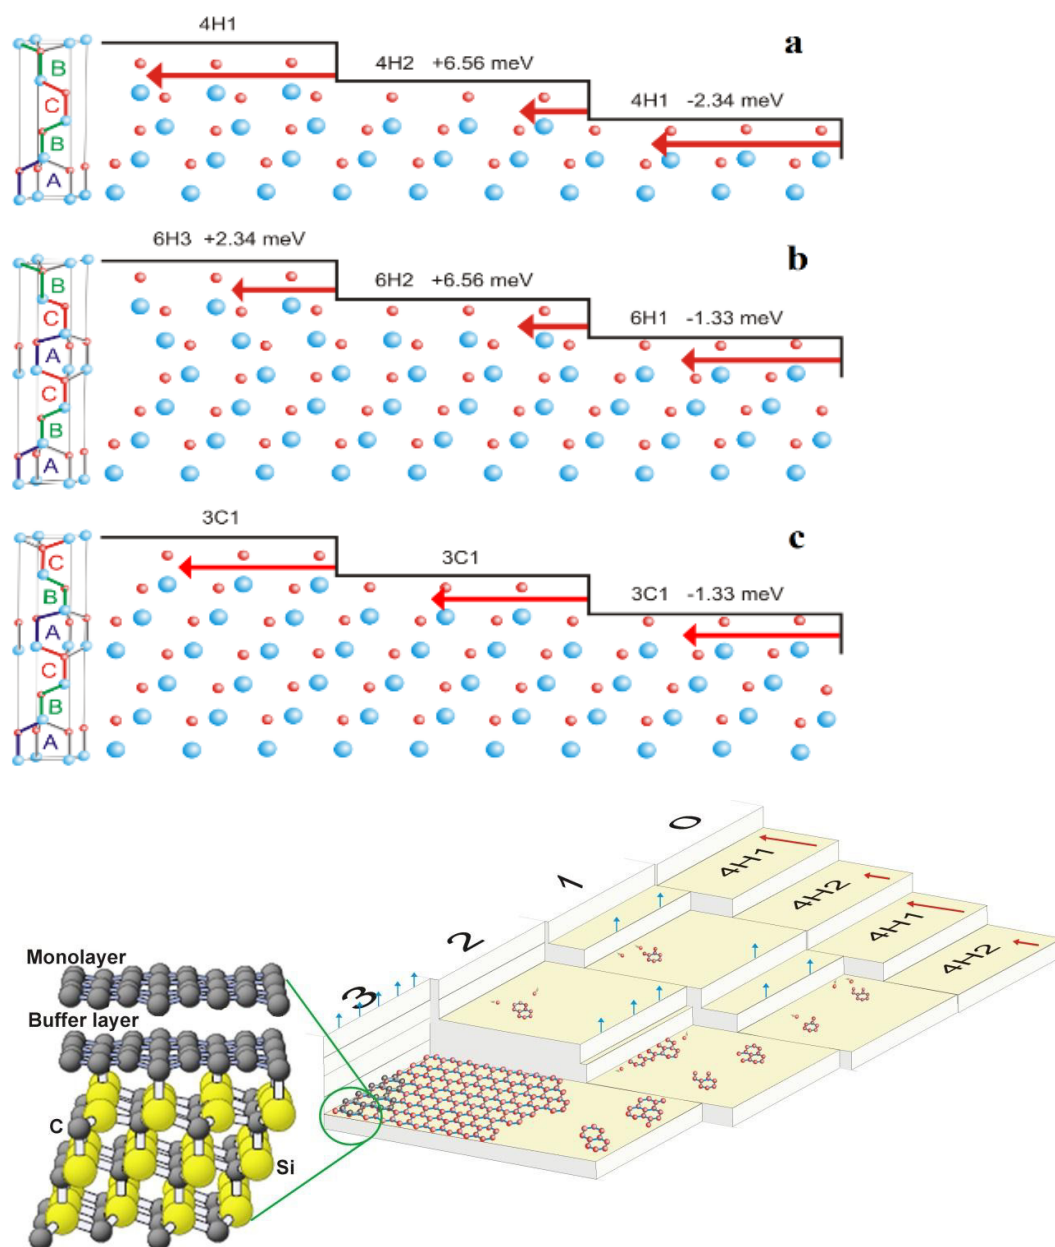 4H1
a
4H2 +6.56 meV
4H1 -2.34 meV
B
C
B
A
6H3 +2.34 meV
b
6H2 +6.56 meV
6H1 -1.33 meV
B
C
A
C
B
A
3C1
c
3C1
3C1 -1.33 meV
C
B
A
C
B
A
0
4H1
1
4H2
4H1
2
4H2
3
Monolayer
Buffer layer
C
Si